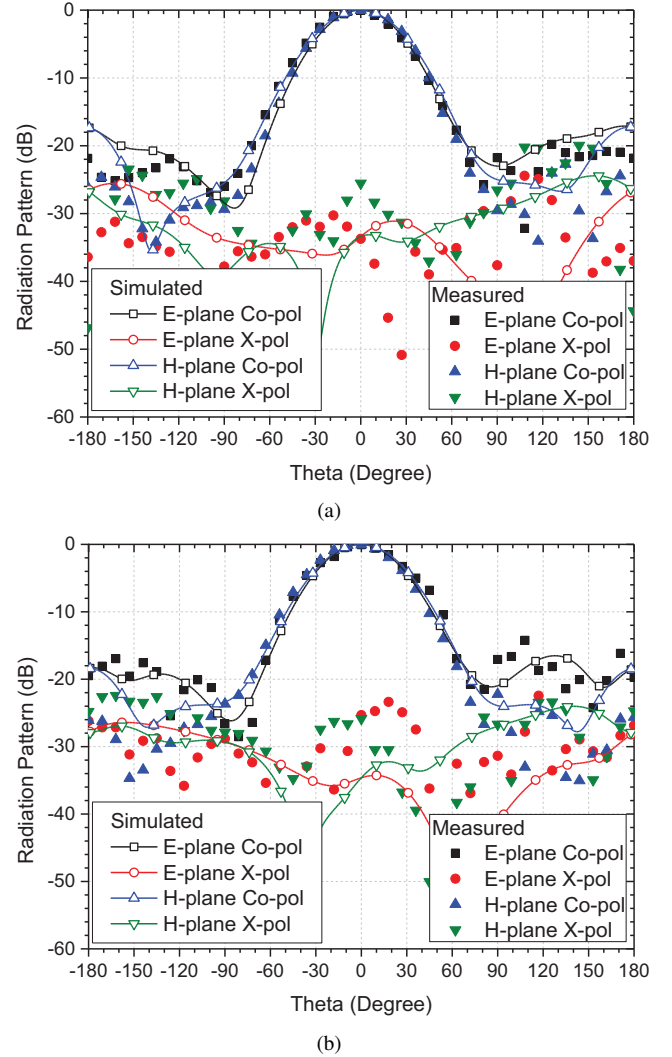 0
-10
-20
-30
-40
-50
-60
Radiation Pattern (dB)
Simulated
E-plane Co-pol
E-plane X-pol
H-plane Co-pol
H-plane X-pol
Measured
E-plane Co-pol
E-plane X-pol
H-plane Co-pol
H-plane X-pol
-180 -150 -120 -90 -60 -30 0 30 60 90 120 150 180
Theta (Degree)
(a)
0
-10
-20
-30
-40
-50
-60
Radiation Pattern (dB)
Simulated
E-plane Co-pol
E-plane X-pol
H-plane Co-pol
H-plane X-pol
Measured
E-plane Co-pol
E-plane X-pol
H-plane Co-pol
H-plane X-pol
-180 -150 -120 -90 -60 -30 0 30 60 90 120 150 180
Theta (Degree)
(b)